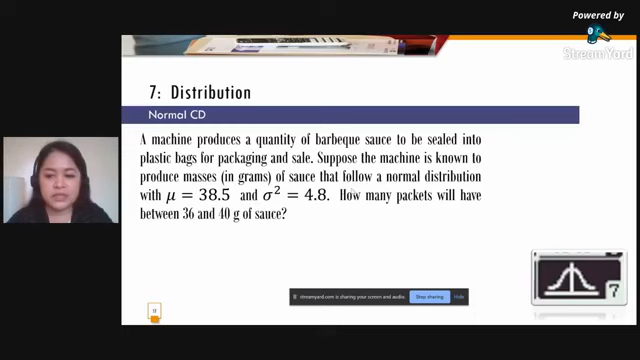 Powered by
StreamYard
7: Distribution
Normal CD
A machine produces a quantity of barbeque sauce to be sealed into
plastic bags for packaging and sale. Suppose the machine is known to
produce masses (in grams) of sauce that follow a normal distribution
with μ = 38.5 and σ² = 4.8. How many packets will have
between 36 and 40 g of sauce?
7
streamyard.com is sharing your screen and audio.
Stop sharing
Hide